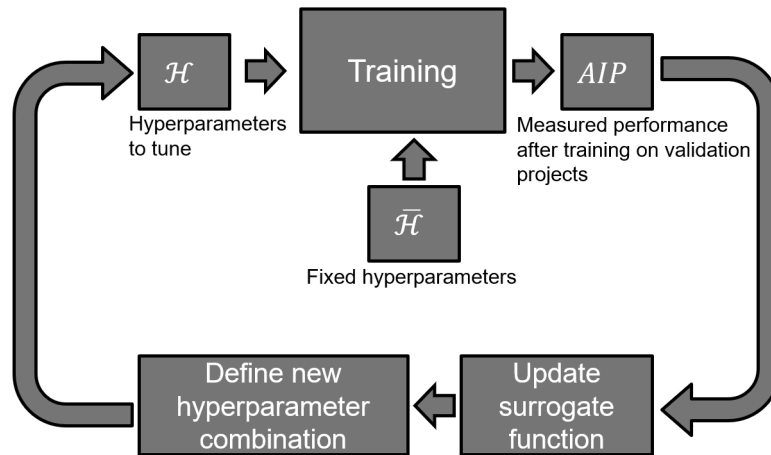 ℋ
Training
AIP
Hyperparameters
to tune
Measured performance
after training on validation
projects
ℋ̅
Fixed hyperparameters
Define new
hyperparameter
combination
Update
surrogate
function